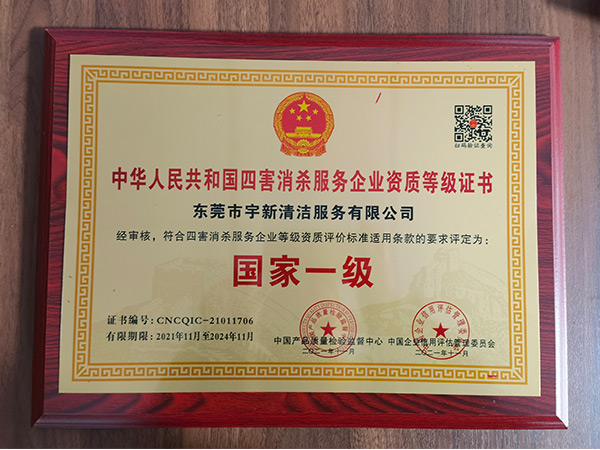 扫码验证查询
中华人民共和国四害消杀服务企业资质等级证书
东莞市宇新清洁服务有限公司
经审核，符合四害消杀服务企业等级资质评价标准适用条款的要求评定为：
国家一级
证书编号：CNCQIC-21011706
有限期限：2021年11月至2024年11月
中国产品质量检验监督中心 中国企业信用评估管理委员会
二〇二一年十一月 二〇二一年十一月